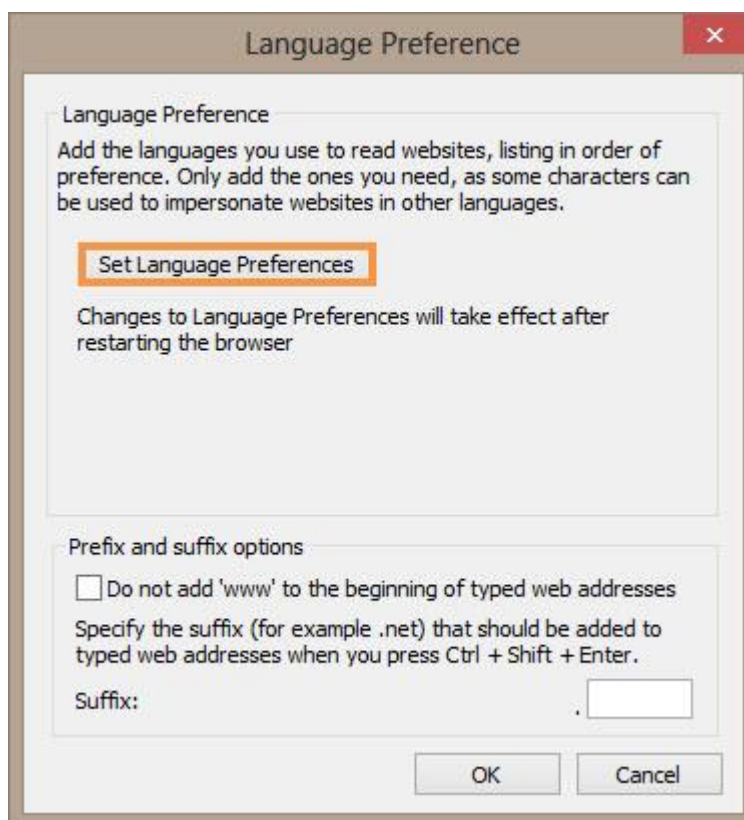 Language Preference
Language Preference
Add the languages you use to read websites, listing in order of
preference. Only add the ones you need, as some characters can
be used to impersonate websites in other languages.
Set Language Preferences
Changes to Language Preferences will take effect after
restarting the browser
Prefix and suffix options
Do not add 'www' to the beginning of typed web addresses
Specify the suffix (for example .net) that should be added to
typed web addresses when you press Ctrl + Shift + Enter.
Suffix: .
OK Cancel